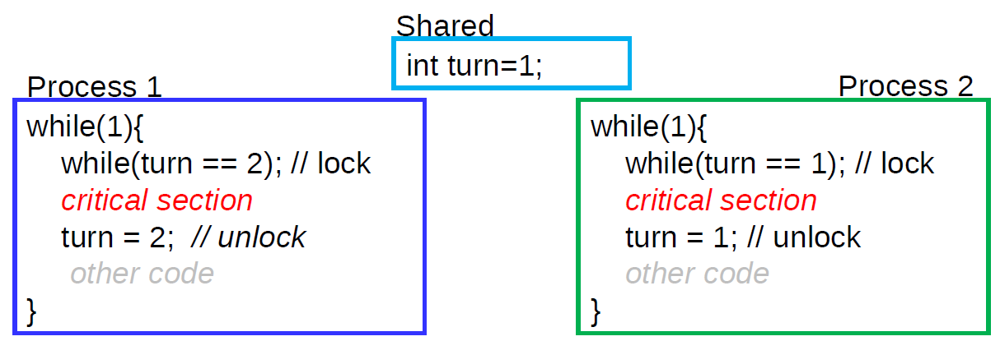 Shared
int turn=1;
Process 1
while(1){
while(turn == 2); // lock
critical section
turn = 2;  // unlock
other code
}
Process 2
while(1){
while(turn == 1); // lock
critical section
turn = 1; // unlock
other code
}